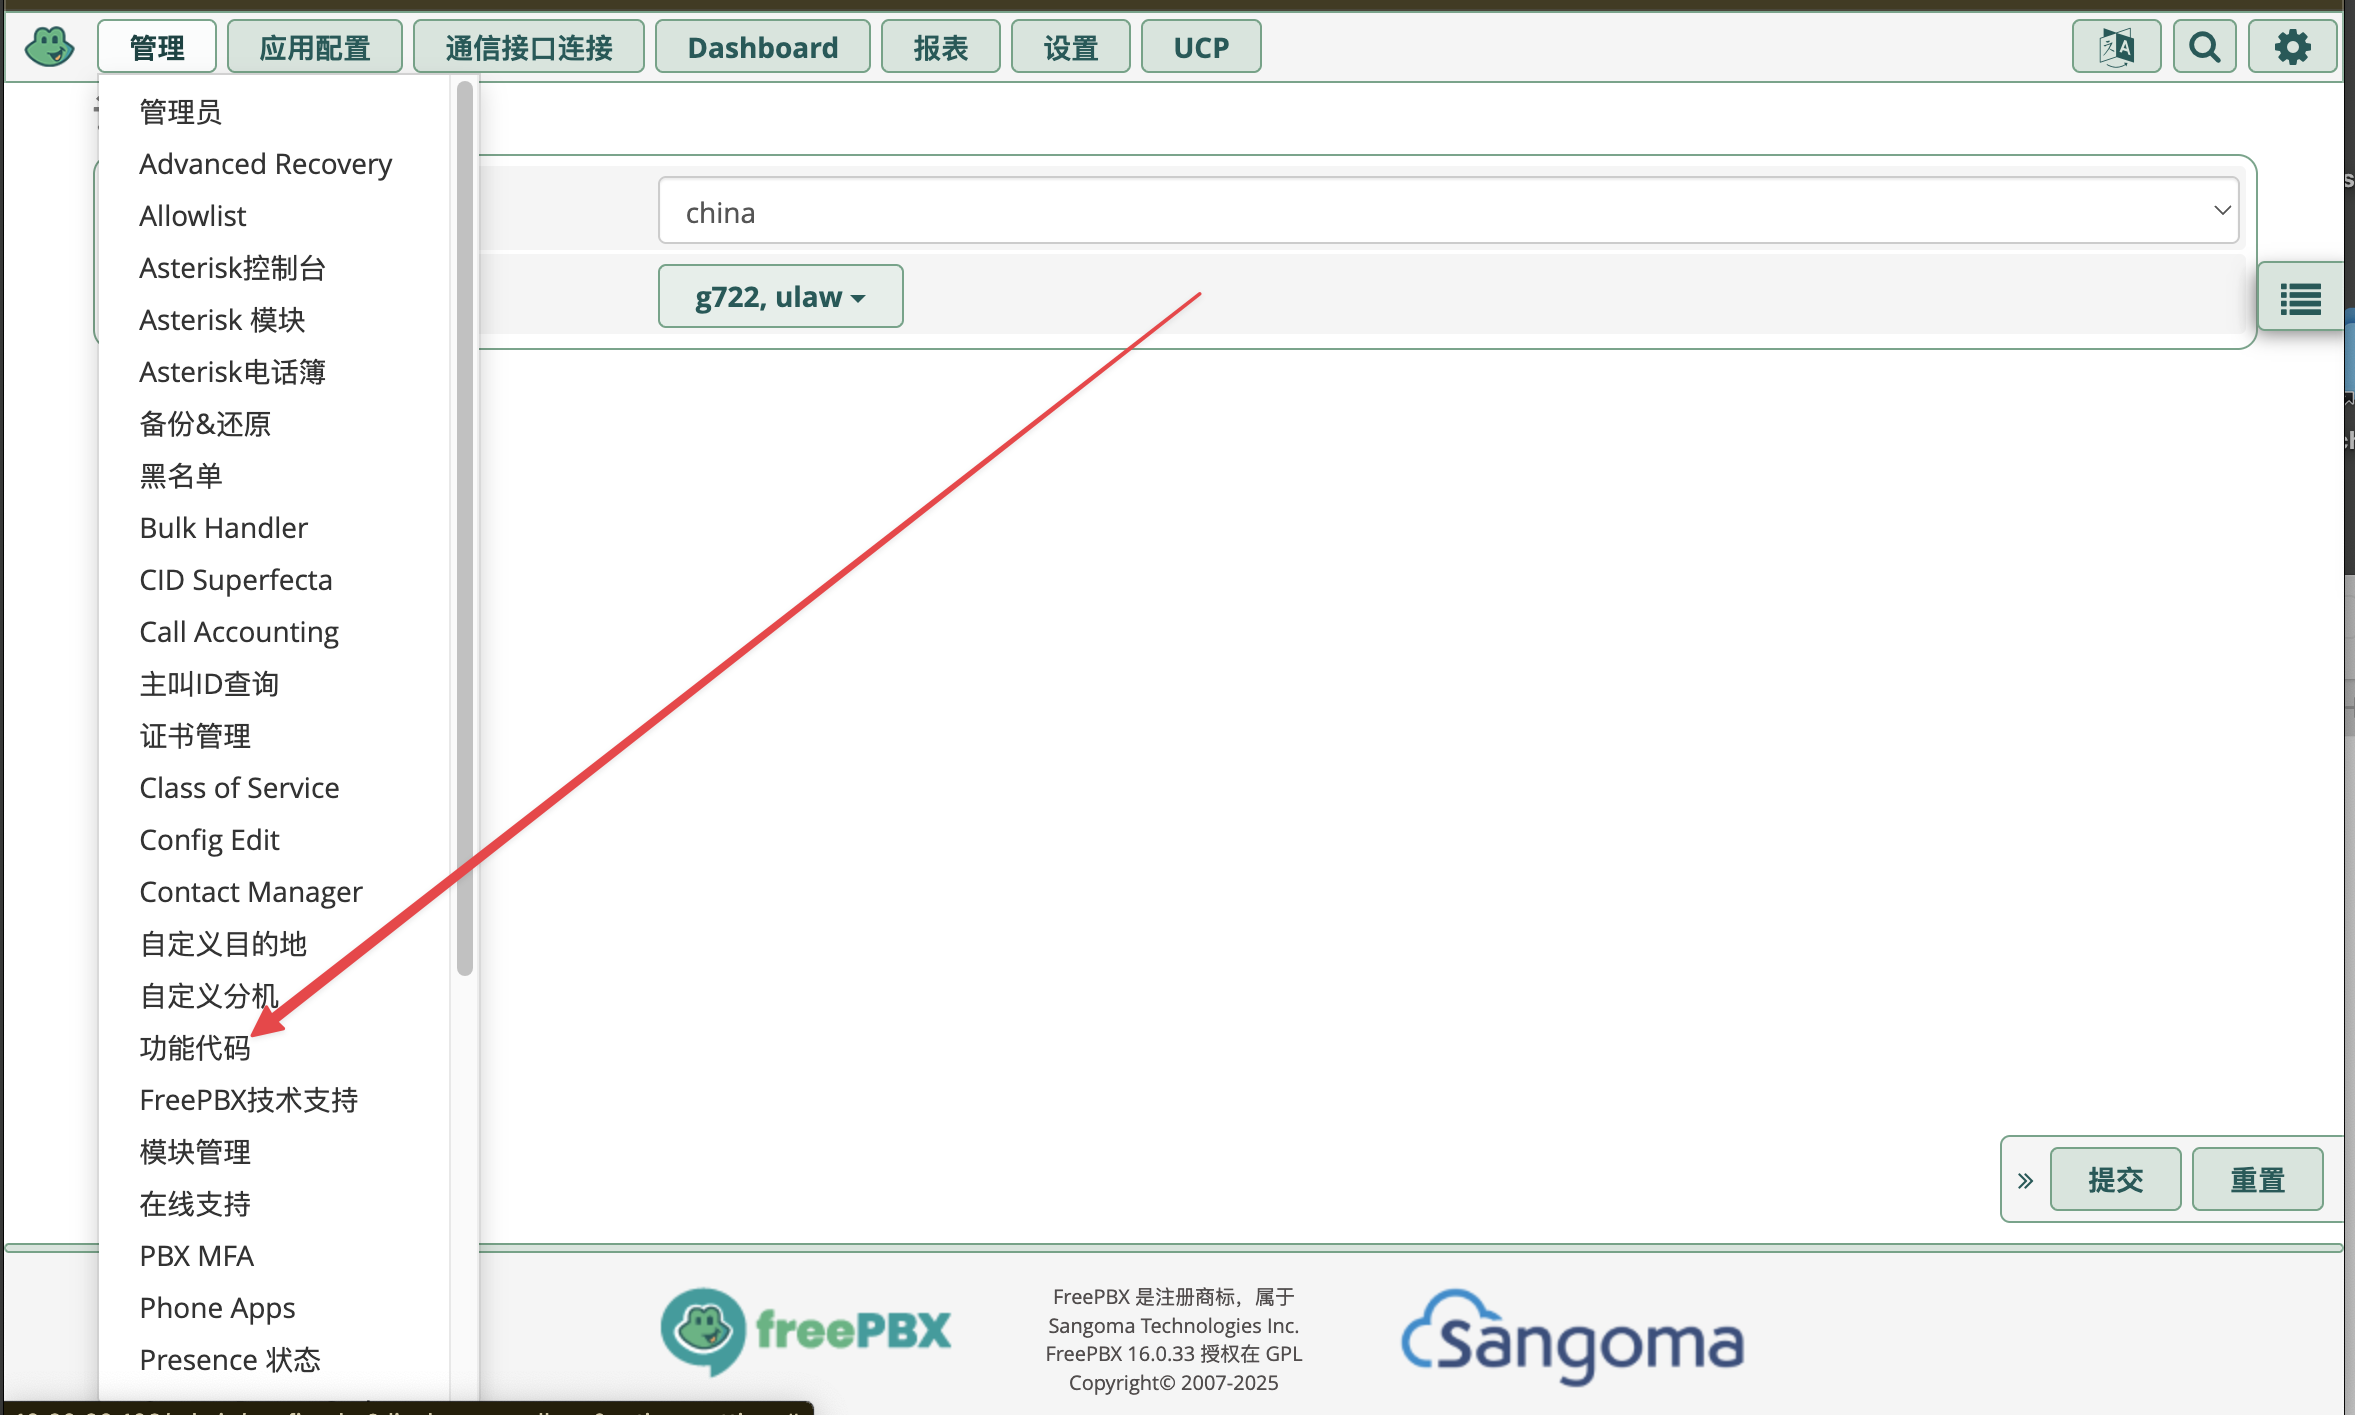 管理
应用配置
通信接口连接
Dashboard
报表
设置
UCP
管理员
Advanced Recovery
Allowlist
Asterisk控制台
Asterisk 模块
Asterisk电话簿
备份&还原
黑名单
Bulk Handler
CID Superfecta
Call Accounting
主叫ID查询
证书管理
Class of Service
Config Edit
Contact Manager
自定义目的地
自定义分机
功能代码
FreePBX技术支持
模块管理
在线支持
PBX MFA
Phone Apps
Presence 状态
china
g722, ulaw
提交
重置
freePBX
FreePBX 是注册商标，属于
Sangoma Technologies Inc.
FreePBX 16.0.33 授权在 GPL
Copyright© 2007-2025
Sangoma